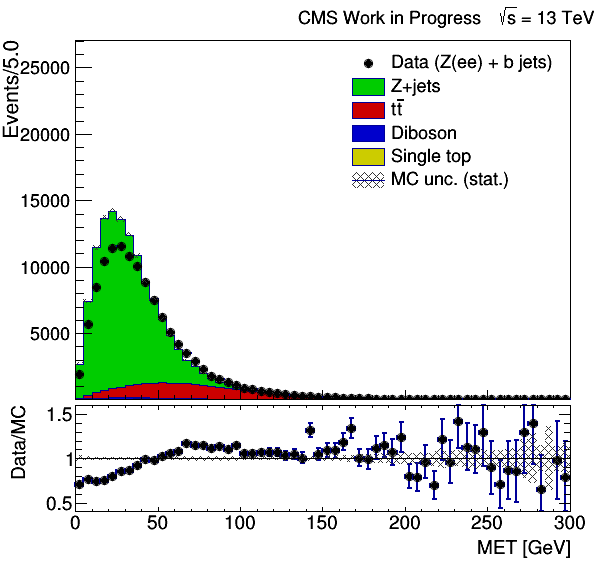 CMS Work in Progress √s = 13 TeV
Events/5.0
25000
20000
15000
10000
5000
Data (Z(ee) + b jets)
Z+jets
tt̅
Diboson
Single top
MC unc. (stat.)
Data/MC
1.5
1
0.5
0 50 100 150 200 250 300
MET [GeV]